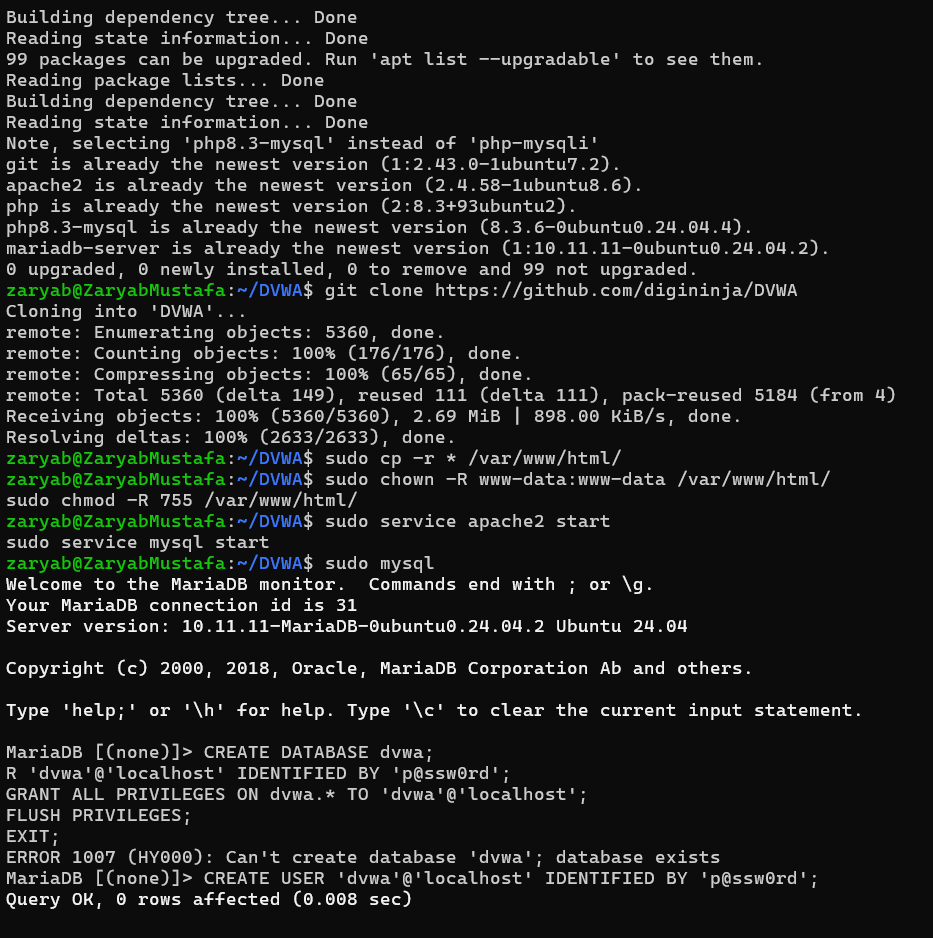 Building dependency tree... Done
Reading state information... Done
99 packages can be upgraded. Run 'apt list --upgradable' to see them.
Reading package lists... Done
Building dependency tree... Done
Reading state information... Done
Note, selecting 'php8.3-mysql' instead of 'php-mysqli'
git is already the newest version (1:2.43.0-1ubuntu7.2).
apache2 is already the newest version (2.4.58-1ubuntu8.6).
php is already the newest version (2:8.3+93ubuntu2).
php8.3-mysql is already the newest version (8.3.6-0ubuntu0.24.04.4).
mariadb-server is already the newest version (1:10.11.11-0ubuntu0.24.04.2).
0 upgraded, 0 newly installed, 0 to remove and 99 not upgraded.
zaryab@ZaryabMustafa:~/DVWA$ git clone https://github.com/digininja/DVWA
Cloning into 'DVWA'...
remote: Enumerating objects: 5360, done.
remote: Counting objects: 100% (176/176), done.
remote: Compressing objects: 100% (65/65), done.
remote: Total 5360 (delta 149), reused 111 (delta 111), pack-reused 5184 (from 4)
Receiving objects: 100% (5360/5360), 2.69 MiB | 898.00 KiB/s, done.
Resolving deltas: 100% (2633/2633), done.
zaryab@ZaryabMustafa:~/DVWA$ sudo cp -r * /var/www/html/
zaryab@ZaryabMustafa:~/DVWA$ sudo chown -R www-data:www-data /var/www/html/
sudo chmod -R 755 /var/www/html/
zaryab@ZaryabMustafa:~/DVWA$ sudo service apache2 start
sudo service mysql start
zaryab@ZaryabMustafa:~/DVWA$ sudo mysql
Welcome to the MariaDB monitor.  Commands end with ; or \g.
Your MariaDB connection id is 31
Server version: 10.11.11-MariaDB-0ubuntu0.24.04.2 Ubuntu 24.04

Copyright (c) 2000, 2018, Oracle, MariaDB Corporation Ab and others.

Type 'help;' or '\h' for help. Type '\c' to clear the current input statement.

MariaDB [(none)]> CREATE DATABASE dvwa;
R 'dvwa'@'localhost' IDENTIFIED BY 'p@ssw0rd';
GRANT ALL PRIVILEGES ON dvwa.* TO 'dvwa'@'localhost';
FLUSH PRIVILEGES;
EXIT;
ERROR 1007 (HY000): Can't create database 'dvwa'; database exists
MariaDB [(none)]> CREATE USER 'dvwa'@'localhost' IDENTIFIED BY 'p@ssw0rd';
Query OK, 0 rows affected (0.008 sec)